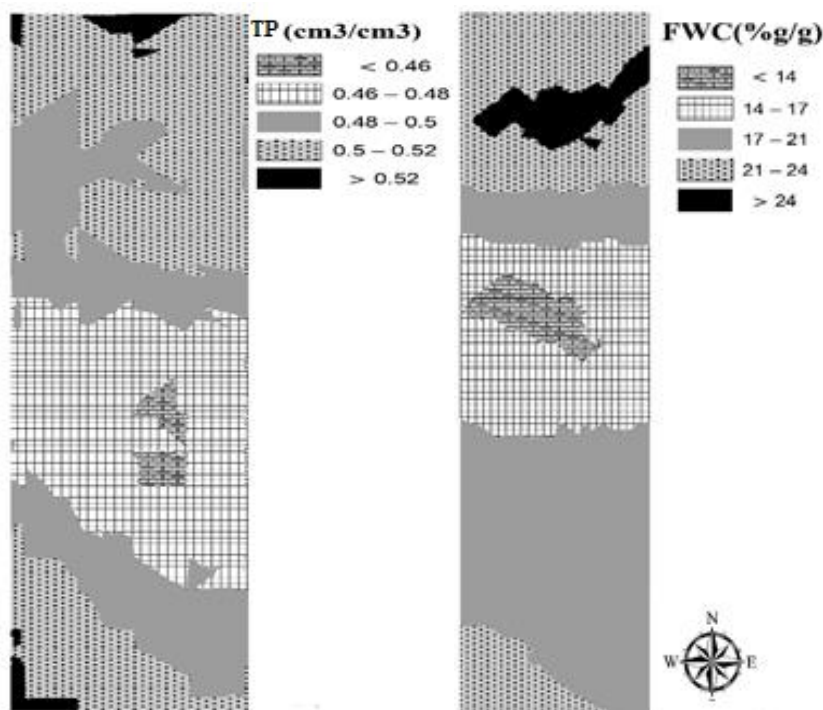 TP (cm3/cm3)
< 0.46
0.46 – 0.48
0.48 – 0.5
0.5 – 0.52
> 0.52
FWC(%g/g)
< 14
14 – 17
17 – 21
21 – 24
> 24
N
W E